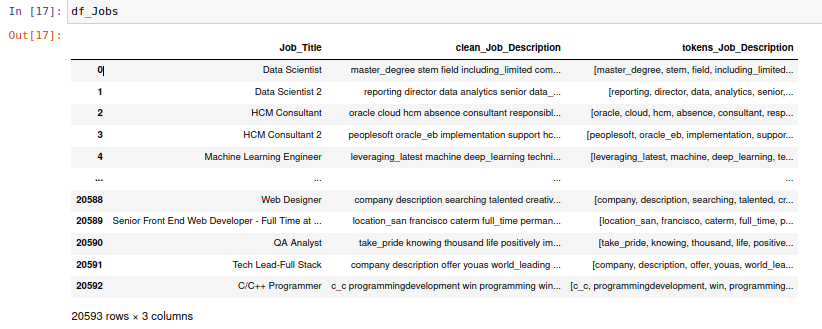 In [17]: df_Jobs
Out[17]:
Job_Title clean_Job_Description tokens_Job_Description
0 Data Scientist master_degree stem field including_limited com... [master_degree, stem, field, including_limited...
1 Data Scientist 2 reporting director data analytics senior data_... [reporting, director, data, analytics, senior,...
2 HCM Consultant oracle cloud hcm absence consultant responsibl... [oracle, cloud, hcm, absence, consultant, resp...
3 HCM Consultant 2 peoplesoft oracle_eb implementation support hc... [peoplesoft, oracle_eb, implementation, suppor...
4 Machine Learning Engineer leveraging_latest machine deep_learning techni... [leveraging_latest, machine, deep_learning, te...
... ... ... ...
20588 Web Designer company description searching talented creativ... [company, description, searching, talented, cr...
20589 Senior Front End Web Developer - Full Time at ... location_san francisco caterm full_time perman... [location_san, francisco, caterm, full_time, p...
20590 QA Analyst take_pride knowing thousand life positively im... [take_pride, knowing, thousand, life, positive...
20591 Tech Lead-Full Stack company description offer youas world_leading ... [company, description, offer, youas, world_lea...
20592 C/C++ Programmer c_c programmingdevelopment win programming win... [c_c, programmingdevelopment, win, programming...
20593 rows × 3 columns